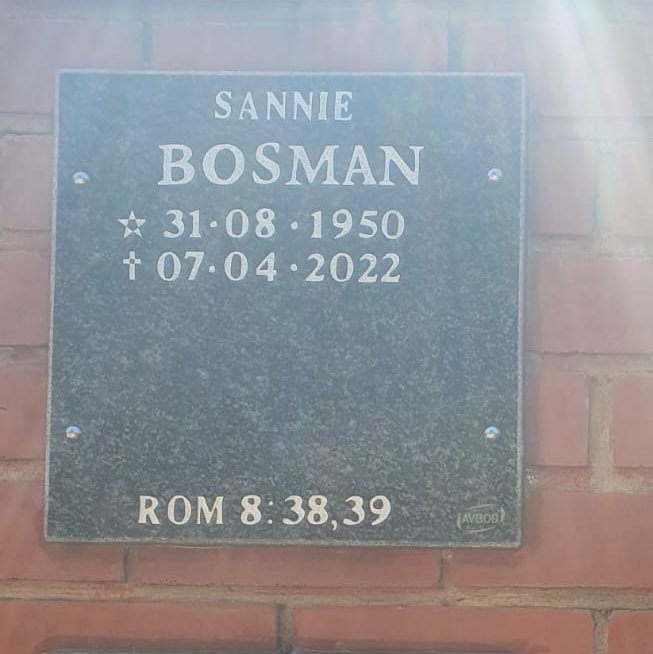 SANNIE
BOSMAN
☆ 31·08·1950
† 07·04·2022
ROM 8:38,39
AVBOB